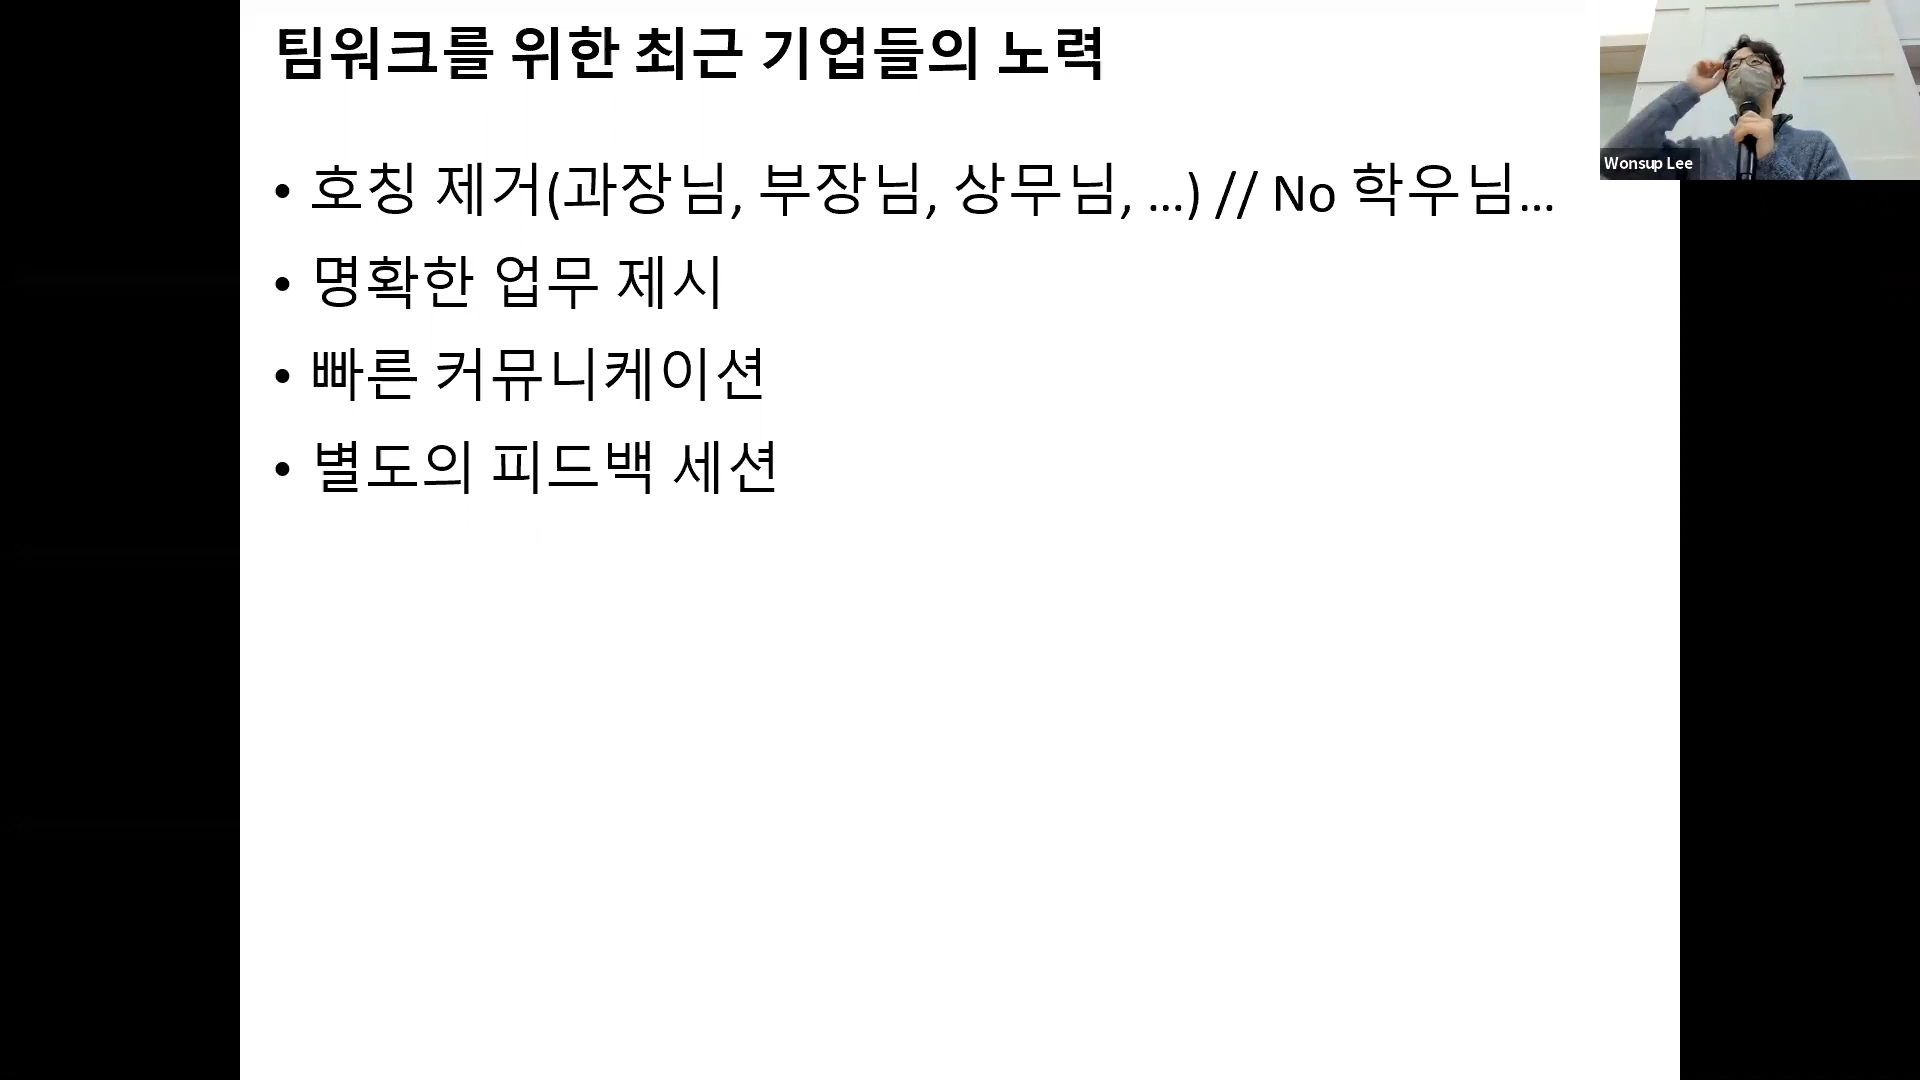 팀워크를 위한 최근 기업들의 노력
• 호칭 제거(과장님, 부장님, 상무님, ...) // No 학우님...
• 명확한 업무 제시
• 빠른 커뮤니케이션
• 별도의 피드백 세션
Wonsup Lee